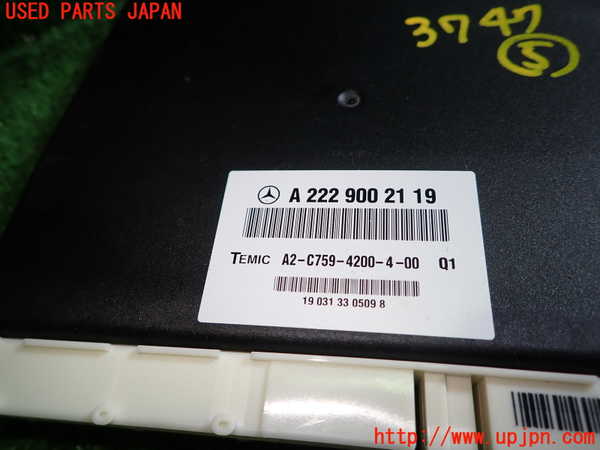 USED PARTS JAPAN
3747
5
A 222 900 21 19
TEMIC A2-C759-4200-4-00 Q1
19 031 33 0509 8
http://www.upjpn.com/